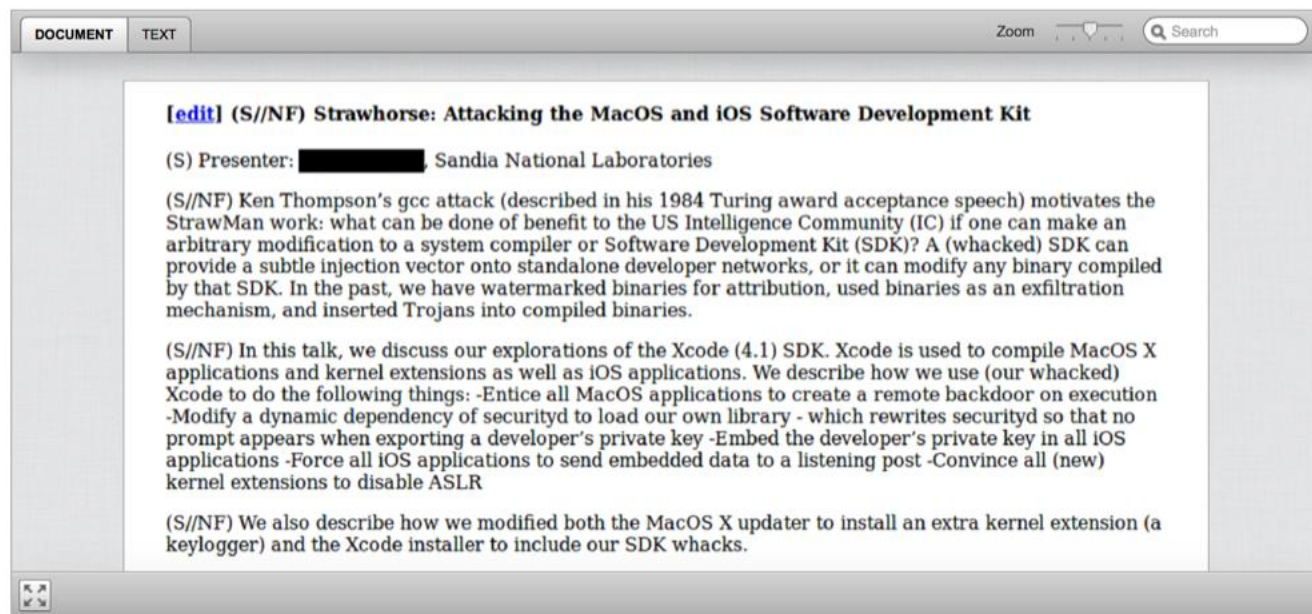 DOCUMENT TEXT Zoom Search
[edit] (S//NF) Strawhorse: Attacking the MacOS and iOS Software Development Kit
(S) Presenter: , Sandia National Laboratories
(S//NF) Ken Thompson's gcc attack (described in his 1984 Turing award acceptance speech) motivates the
StrawMan work: what can be done of benefit to the US Intelligence Community (IC) if one can make an
arbitrary modification to a system compiler or Software Development Kit (SDK)? A (whacked) SDK can
provide a subtle injection vector onto standalone developer networks, or it can modify any binary compiled
by that SDK. In the past, we have watermarked binaries for attribution, used binaries as an exfiltration
mechanism, and inserted Trojans into compiled binaries.
(S//NF) In this talk, we discuss our explorations of the Xcode (4.1) SDK. Xcode is used to compile MacOS X
applications and kernel extensions as well as iOS applications. We describe how we use (our whacked)
Xcode to do the following things: -Entice all MacOS applications to create a remote backdoor on execution
-Modify a dynamic dependency of securityd to load our own library - which rewrites securityd so that no
prompt appears when exporting a developer's private key -Embed the developer's private key in all iOS
applications -Force all iOS applications to send embedded data to a listening post -Convince all (new)
kernel extensions to disable ASLR
(S//NF) We also describe how we modified both the MacOS X updater to install an extra kernel extension (a
keylogger) and the Xcode installer to include our SDK whacks.